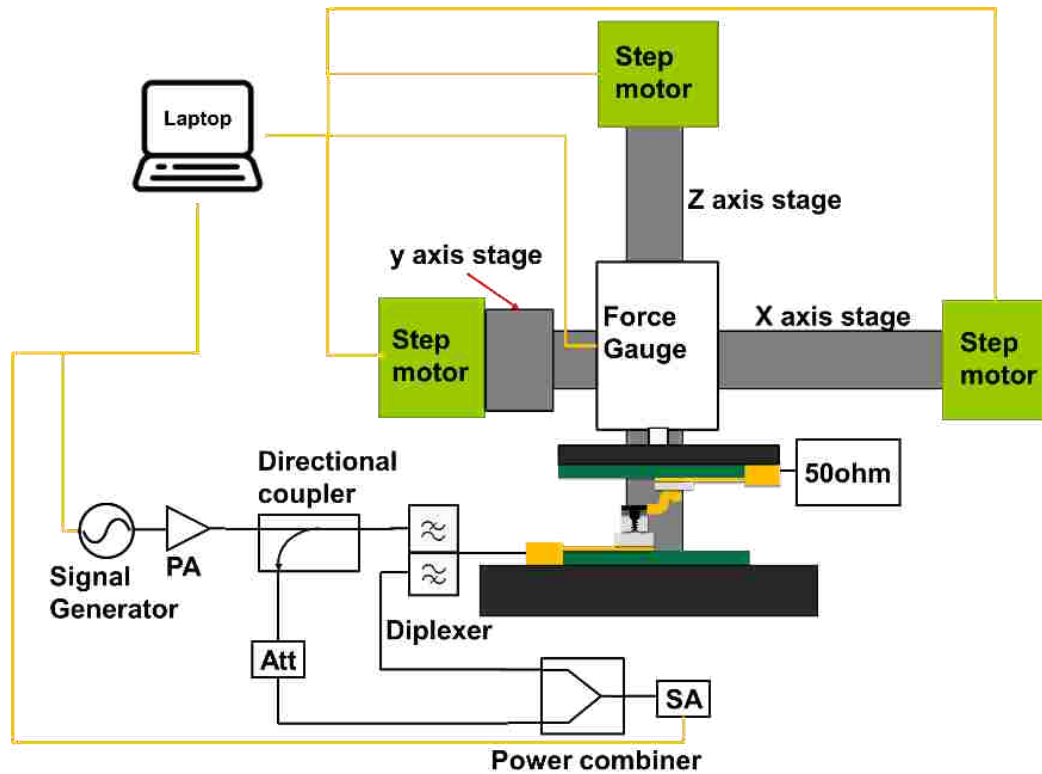 Step
motor
Laptop
Z axis stage
y axis stage
Force
Gauge
X axis stage
Step
motor
Step
motor
Directional
coupler
50ohm
PA
Signal
Generator
Diplexer
Att
SA
Power combiner